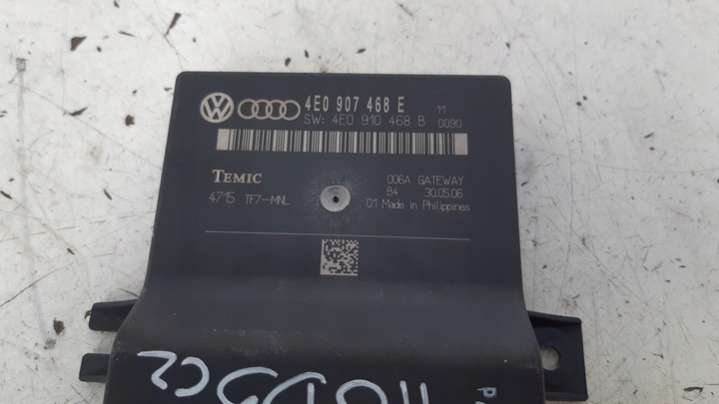 4E0 907 468 E 11
SW: 4E0 910 468 B 0090
TEMIC 006A GATEWAY
4715 TF7-MNL B4 30.05.06
01 Made in Philippines